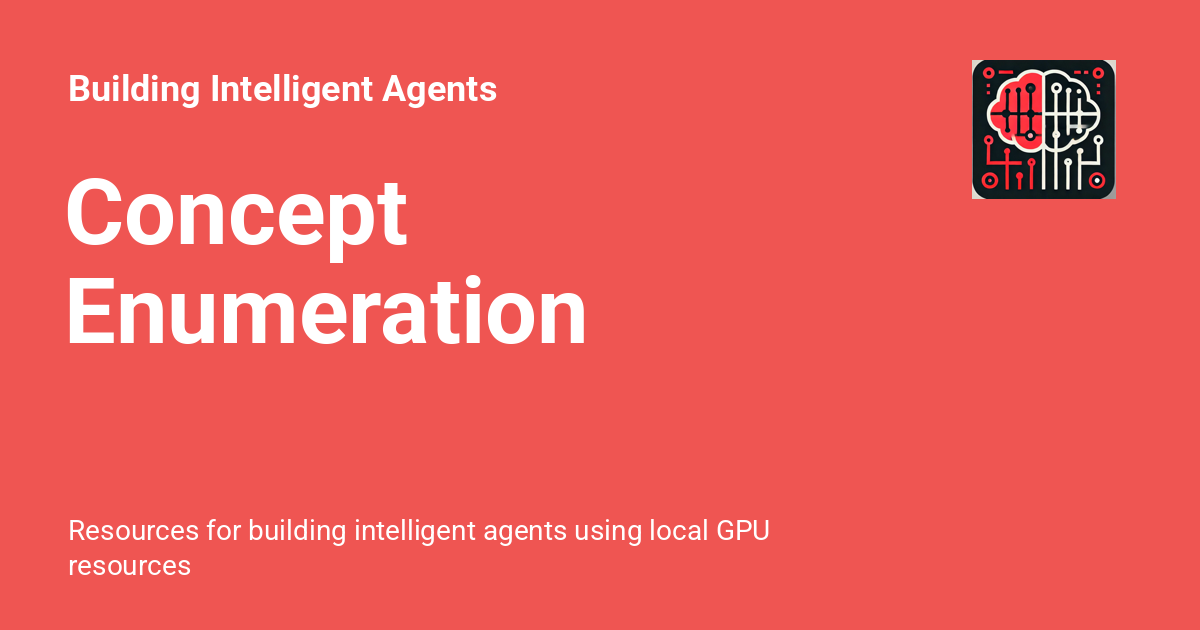 Building Intelligent Agents
Concept
Enumeration
Resources for building intelligent agents using local GPU
resources